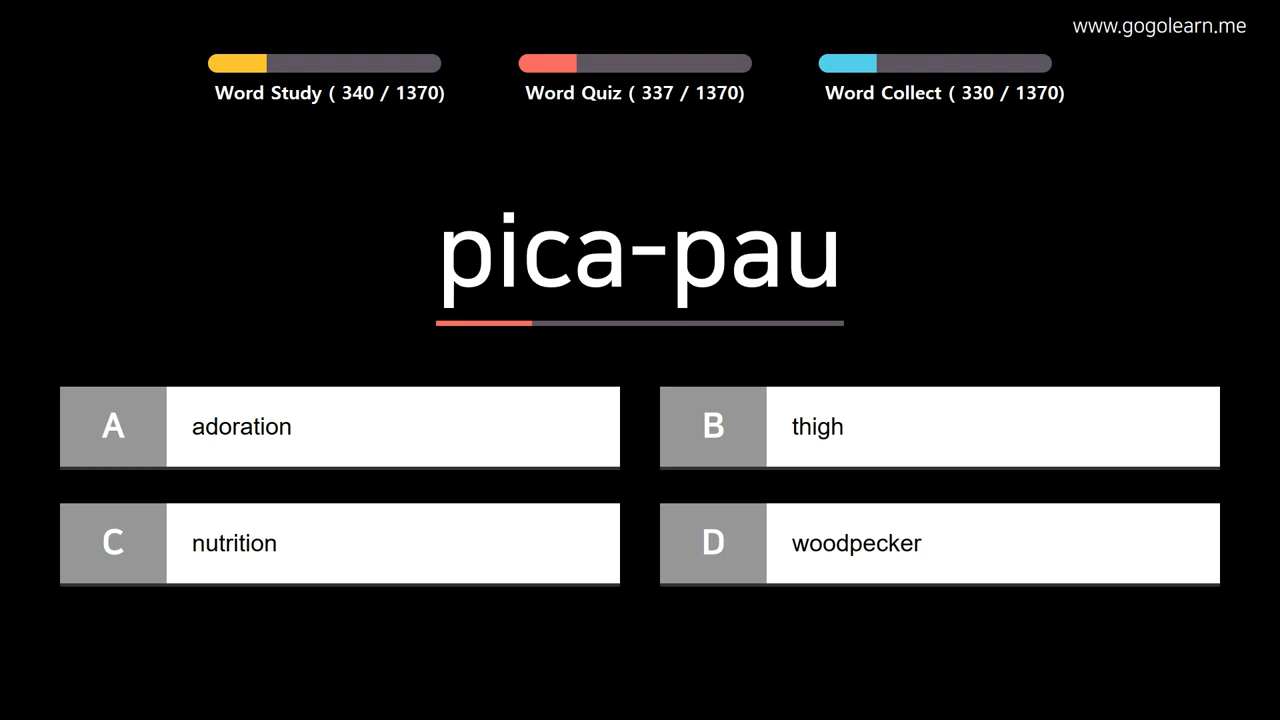 www.gogolearn.me
Word Study ( 340 / 1370)
Word Quiz ( 337 / 1370)
Word Collect ( 330 / 1370)
pica-pau
A adoration
B thigh
C nutrition
D woodpecker